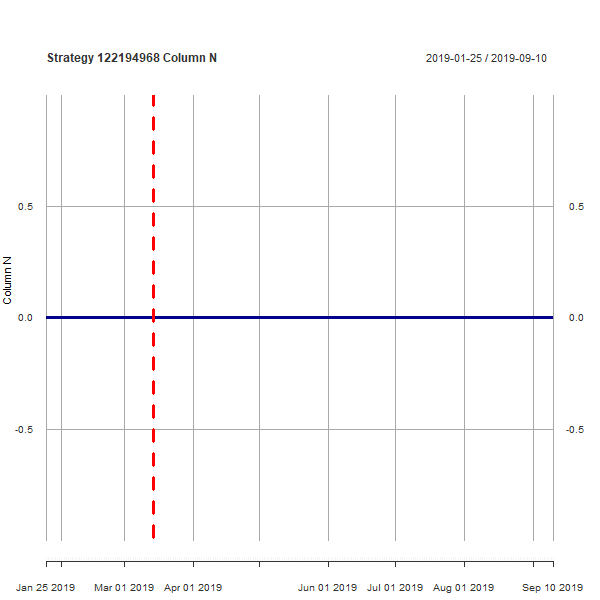 Strategy 122194968 Column N
2019-01-25 / 2019-09-10
0.5
0.5
Column N
0.0
0.0
-0.5
-0.5
Jan 25 2019
Mar 01 2019
Apr 01 2019
Jun 01 2019
Jul 01 2019
Aug 01 2019
Sep 10 2019